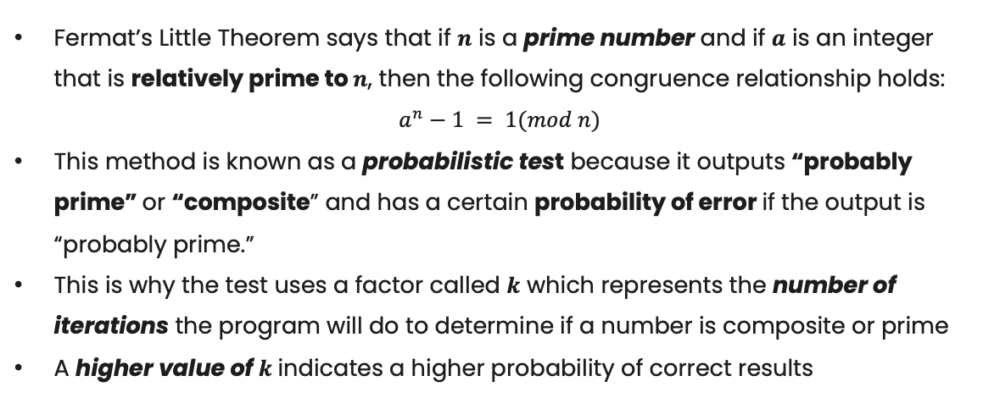 • Fermat’s Little Theorem says that if n is a prime number and if a is an integer
that is relatively prime to n, then the following congruence relationship holds:
aⁿ − 1 = 1(mod n)
• This method is known as a probabilistic test because it outputs “probably
prime” or “composite” and has a certain probability of error if the output is
“probably prime.”
• This is why the test uses a factor called k which represents the number of
iterations the program will do to determine if a number is composite or prime
• A higher value of k indicates a higher probability of correct results